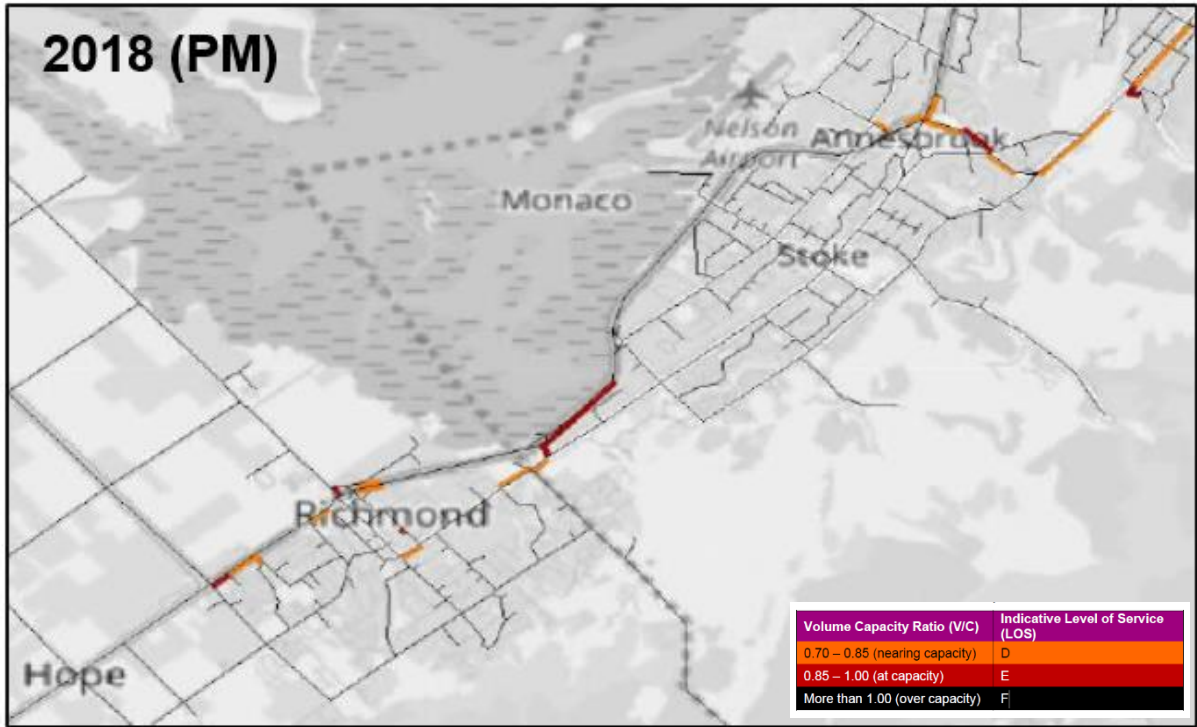 2018 (PM)
Nelson
Airport
Annesbrook
Monaco
Stoke
Richmond
Hope
Volume Capacity Ratio (V/C) Indicative Level of Service (LOS)
0.70 – 0.85 (nearing capacity) D
0.85 – 1.00 (at capacity) E
More than 1.00 (over capacity) F